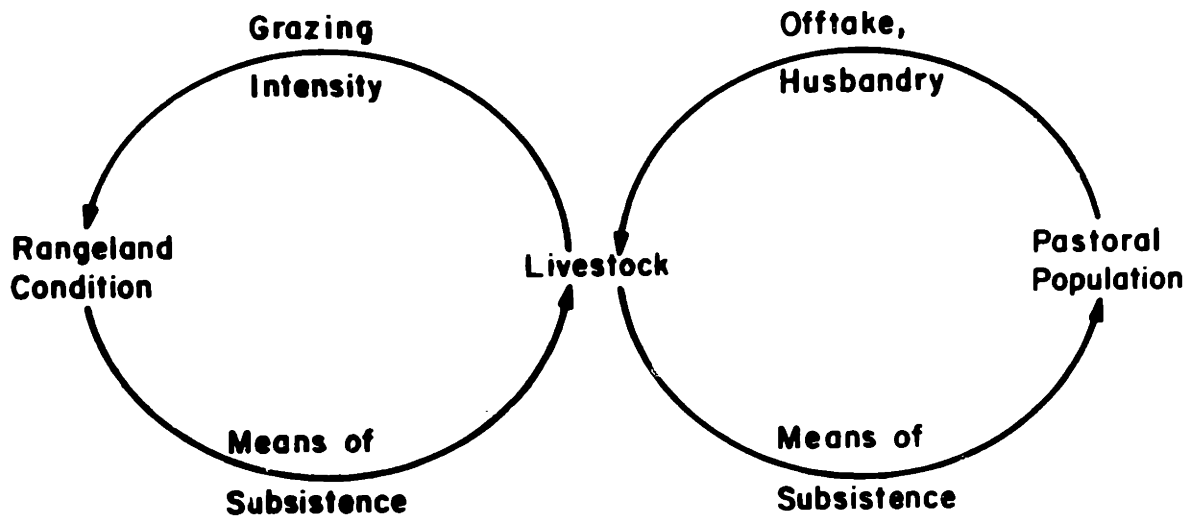 Grazing
Intensity
Offtake,
Husbandry
Rangeland
Condition
Livestock
Pastoral
Population
Means of
Subsistence
Means of
Subsistence